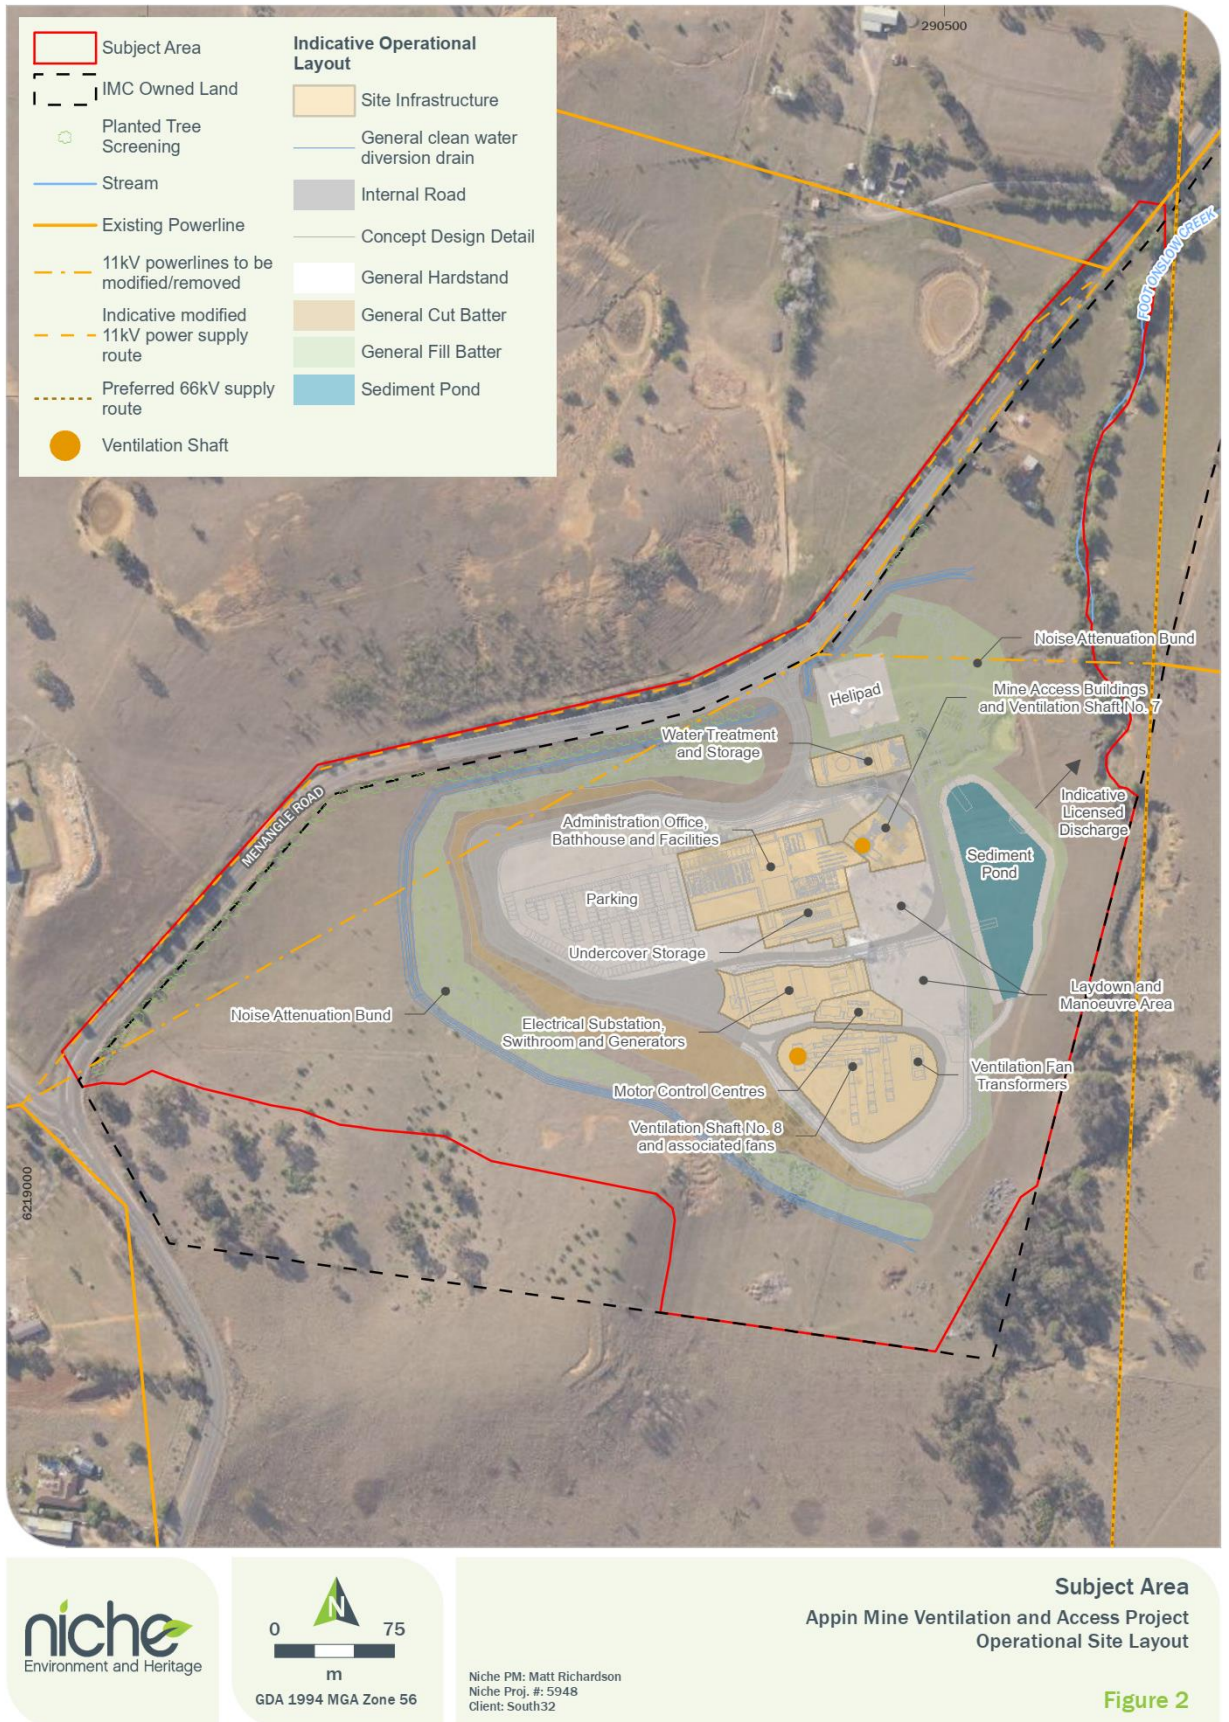 Subject Area
IMC Owned Land
Planted Tree
Screening
Stream
Existing Powerline
11kV powerlines to be
modified/removed
Indicative modified
11kV power supply
route
Preferred 66kV supply
route
Ventilation Shaft
Indicative Operational
Layout
Site Infrastructure
General clean water
diversion drain
Internal Road
Concept Design Detail
General Hardstand
General Cut Batter
General Fill Batter
Sediment Pond
290500
FOOT ONSLOW CREEK
Noise Attenuation Bund
Mine Access Buildings
and Ventilation Shaft No. 7
Helipad
Water Treatment
and Storage
Indicative
Licensed
Discharge
MENANGLE ROAD
Administration Office,
Bathhouse and Facilities
Sediment
Pond
Parking
Undercover Storage
Laydown and
Manoeuvre Area
Noise Attenuation Bund
Electrical Substation,
Swithroom and Generators
Ventilation Fan
Transformers
Motor Control Centres
Ventilation Shaft No. 8
and associated fans
6219000
niche
Environment and Heritage
N
0 75
m
GDA 1994 MGA Zone 56
Niche PM: Matt Richardson
Niche Proj. #: 5948
Client: South32
Subject Area
Appin Mine Ventilation and Access Project
Operational Site Layout
Figure 2